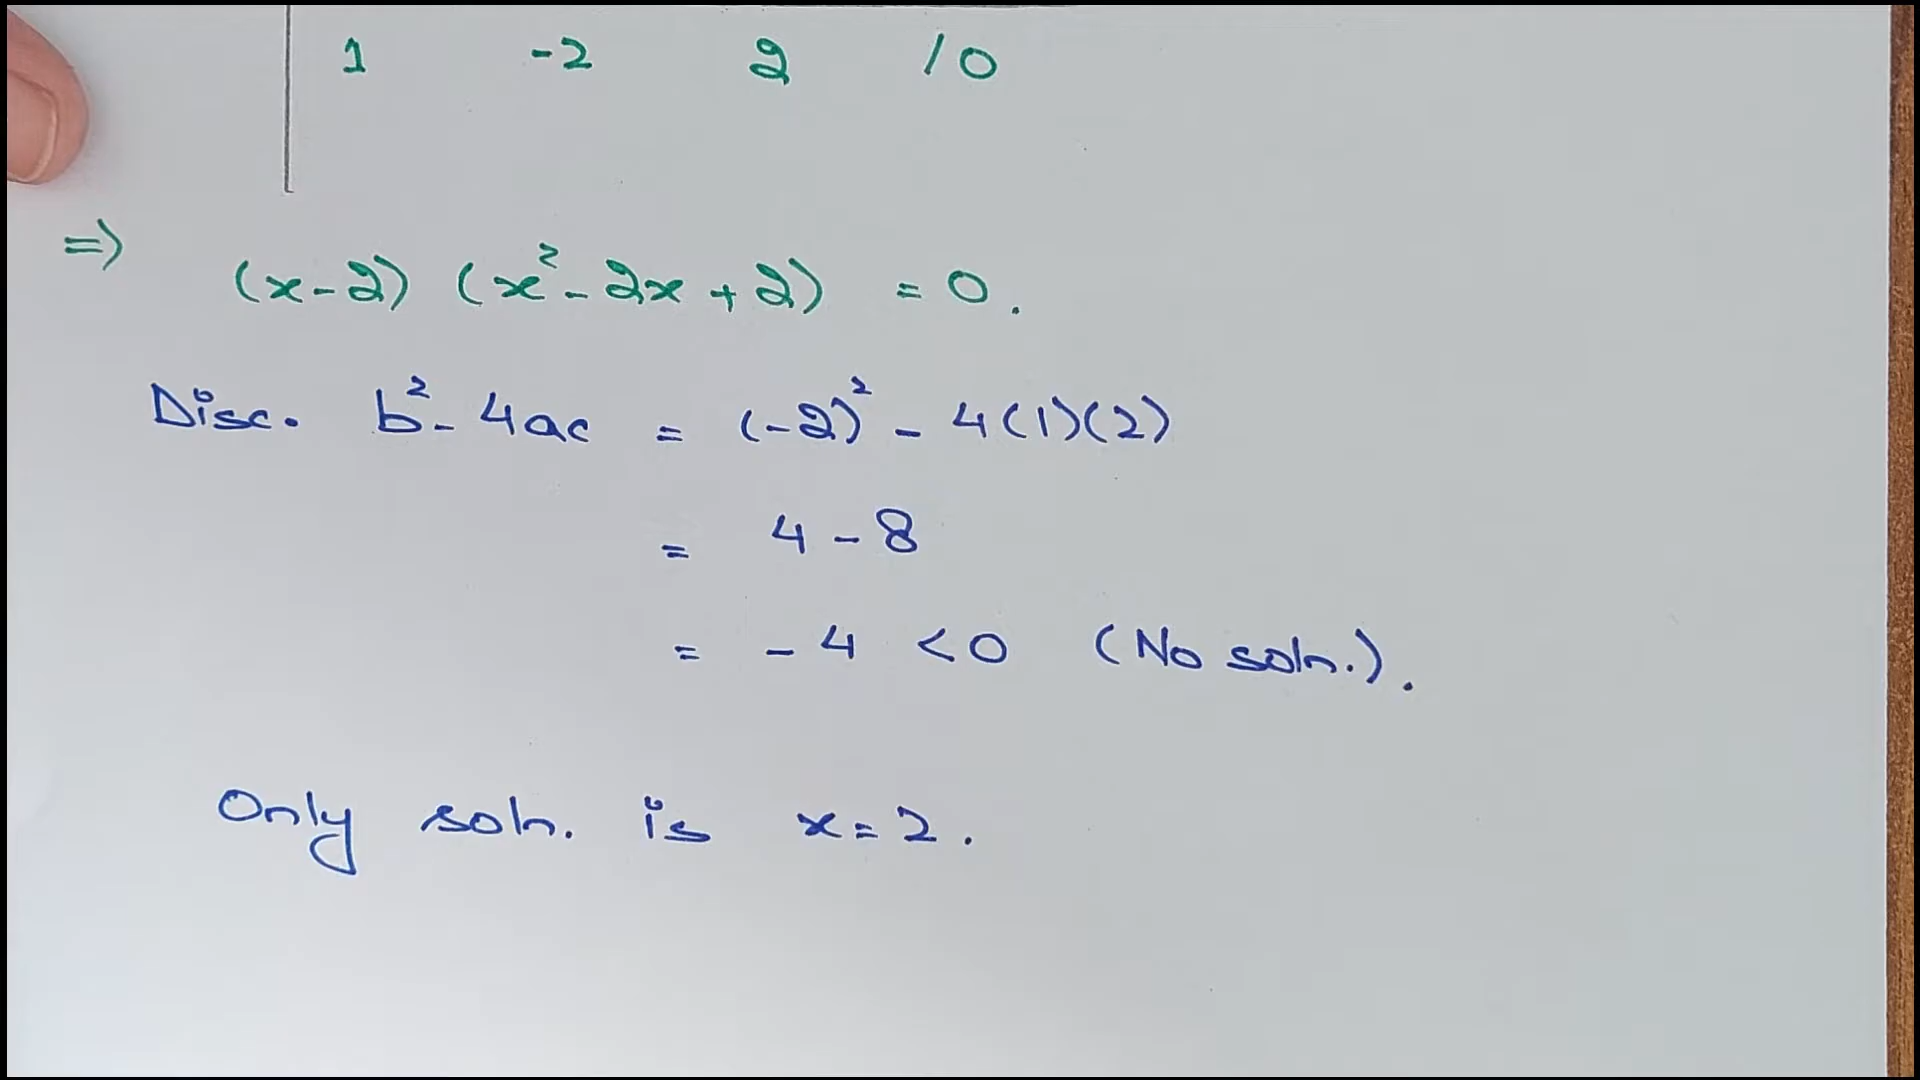 1 -2 2 / 0
⇒ (x-2) (x²-2x+2) = 0.
Disc. b²-4ac = (-2)² - 4(1)(2)
= 4 - 8
= -4 <0 (No soln.).
Only soln. is x=2.